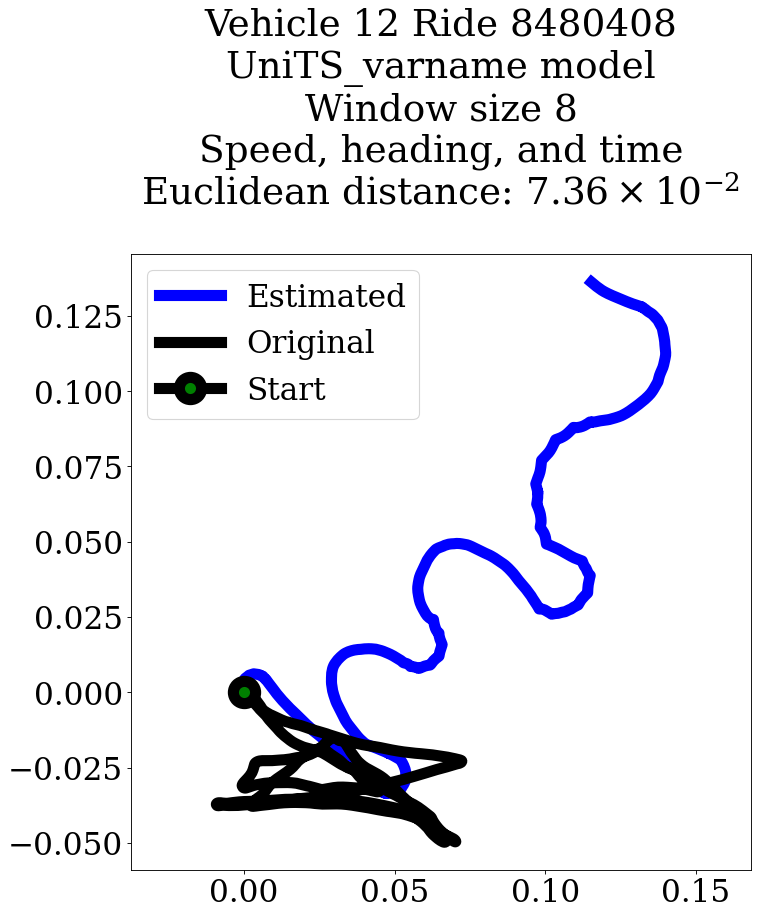 Vehicle 12 Ride 8480408
UniTS_varname model
Window size 8
Speed, heading, and time
Euclidean distance: 7.36 × 10⁻²
Estimated
Original
Start
0.125
0.100
0.075
0.050
0.025
0.000
−0.025
−0.050
0.00 0.05 0.10 0.15